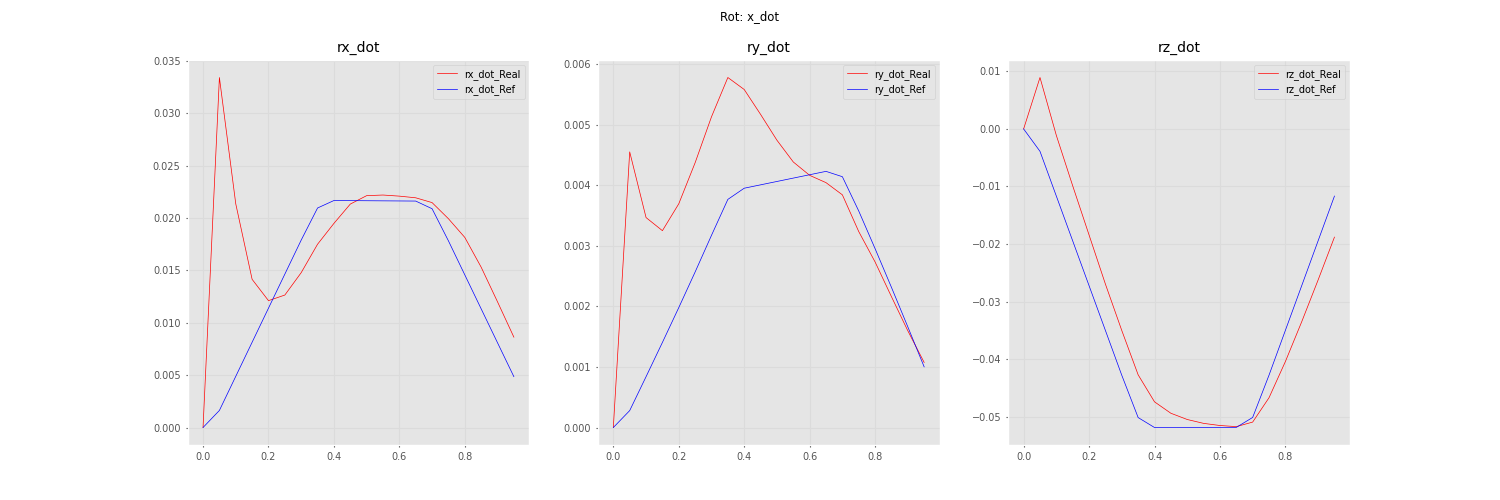 Rot: x_dot
rx_dot
rx_dot_Real
rx_dot_Ref
0.035
0.030
0.025
0.020
0.015
0.010
0.005
0.000
0.0 0.2 0.4 0.6 0.8
ry_dot
ry_dot_Real
ry_dot_Ref
0.006
0.005
0.004
0.003
0.002
0.001
0.000
0.0 0.2 0.4 0.6 0.8
rz_dot
rz_dot_Real
rz_dot_Ref
0.01
0.00
−0.01
−0.02
−0.03
−0.04
−0.05
0.0 0.2 0.4 0.6 0.8